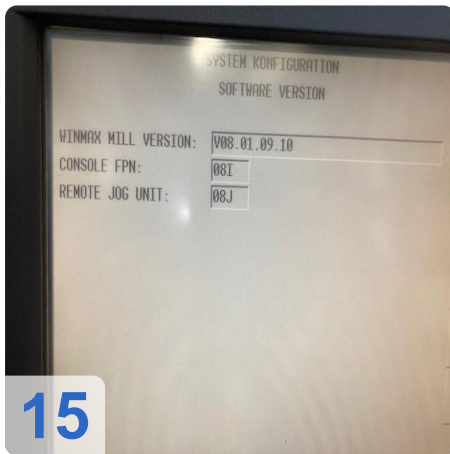 SYSTEM KONFIGURATION
SOFTWARE VERSION
WINMAX MILL VERSION: V08.01.09.10
CONSOLE FPN: 08I
REMOTE JOG UNIT: 08J
15